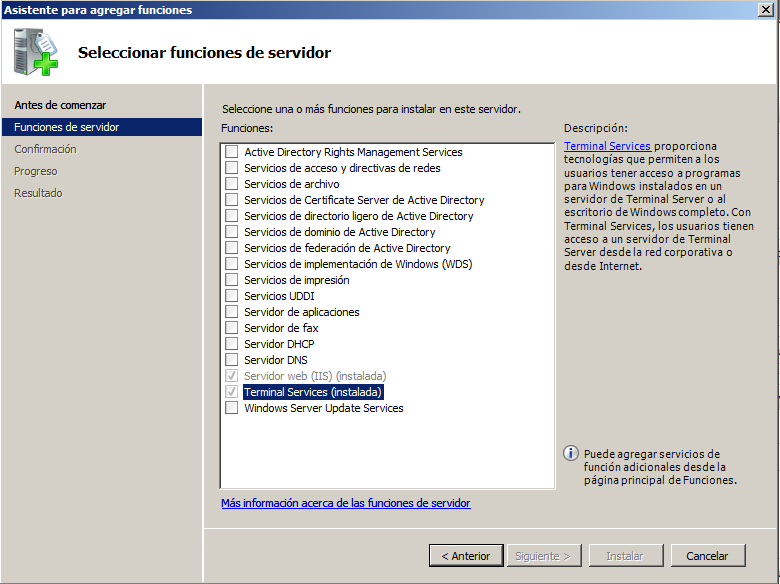 Asistente para agregar funciones
Seleccionar funciones de servidor
Antes de comenzar
Funciones de servidor
Confirmación
Progreso
Resultado
Seleccione una o más funciones para instalar en este servidor.
Funciones:
Active Directory Rights Management Services
Servicios de acceso y directivas de redes
Servicios de archivo
Servicios de Certificate Server de Active Directory
Servicios de directorio ligero de Active Directory
Servicios de dominio de Active Directory
Servicios de federación de Active Directory
Servicios de implementación de Windows (WDS)
Servicios de impresión
Servicios UDDI
Servidor de aplicaciones
Servidor de fax
Servidor DHCP
Servidor DNS
Servidor web (IIS) (instalada)
Terminal Services (instalada)
Windows Server Update Services
Más información acerca de las funciones de servidor
Descripción:
Terminal Services proporciona
tecnologías que permiten a los
usuarios tener acceso a programas
para Windows instalados en un
servidor de Terminal Server o al
escritorio de Windows completo. Con
Terminal Services, los usuarios tienen
acceso a un servidor de Terminal
Server desde la red corporativa o
desde Internet.
Puede agregar servicios de
función adicionales desde la
página principal de Funciones.
< Anterior
Siguiente >
Instalar
Cancelar